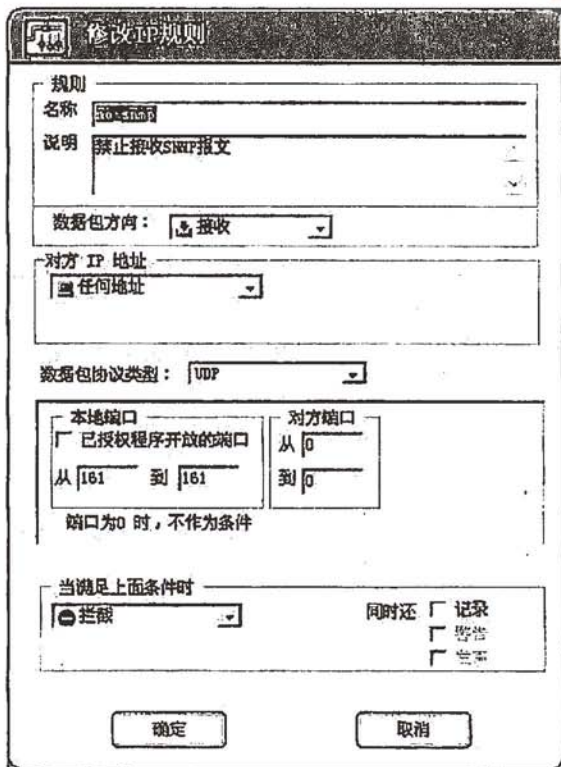 修改IP规则
规则
名称 no snmp
说明 禁止接收SNMP报文
数据包方向： 接收
对方 IP 地址
任何地址
数据包协议类型： UDP
本地端口
已授权程序开放的端口
从 161 到 161
对方端口
从 0
到 0
端口为0 时，不作为条件
当满足上面条件时
拦截
同时还 记录
警告
确定
取消